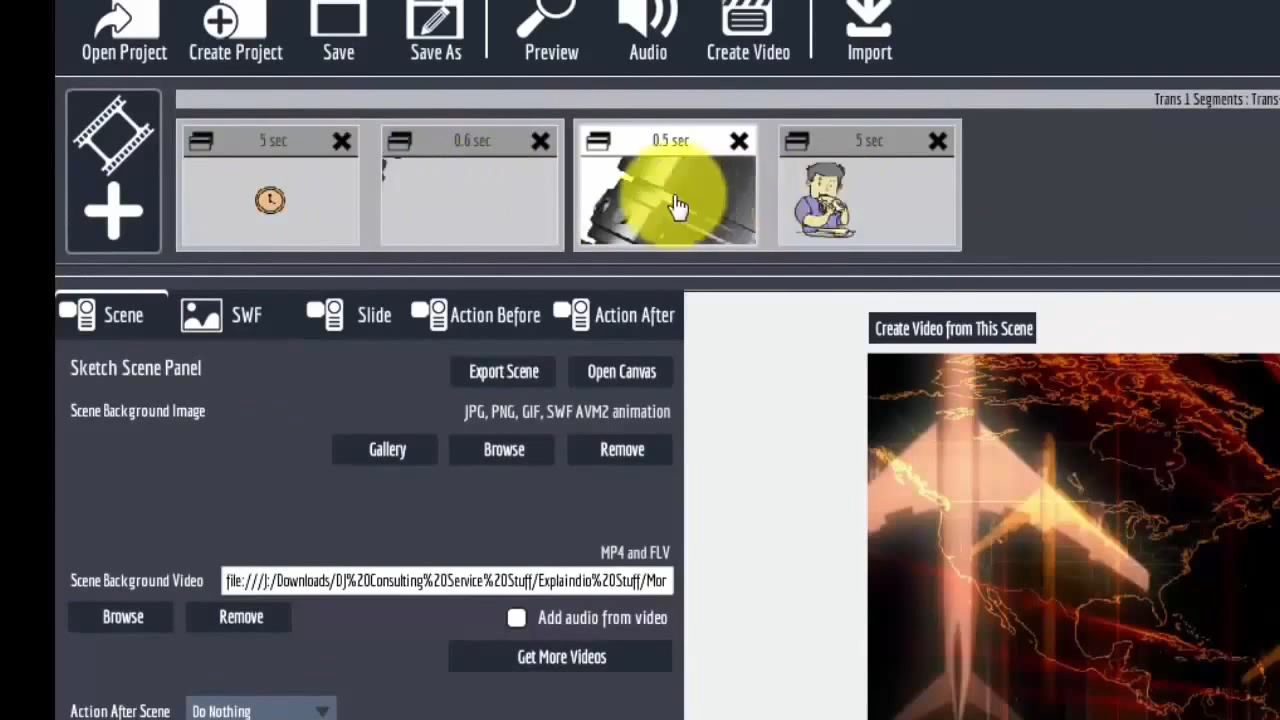 Open Project Create Project Save Save As Preview Audio Create Video Import
Trans 1 Segments : Trans-
5 sec 0.6 sec 0.5 sec 5 sec
Scene SWF Slide Action Before Action After
Create Video from This Scene
Sketch Scene Panel Export Scene Open Canvas
Scene Background Image JPG, PNG, GIF, SWF AVM2 animation
Gallery Browse Remove
MP4 and FLV
Scene Background Video file:///J:/Downloads/DJ%20Consulting%20Service%20Stuff/Explaindio%20Stuff/Mor
Browse Remove Add audio from video
Get More Videos
Action After Scene Do Nothing